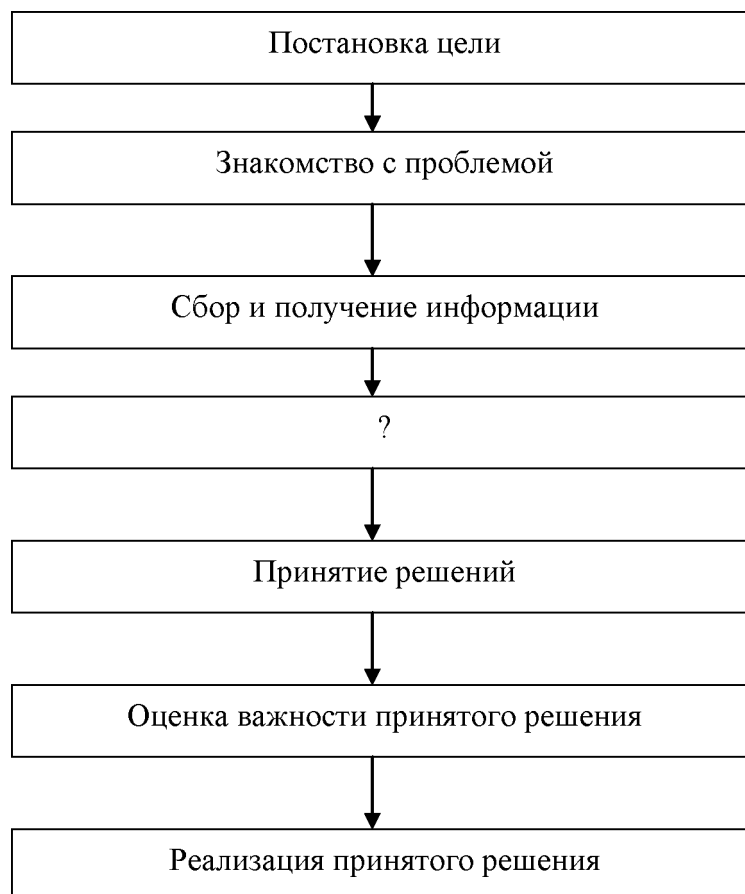 Постановка цели
Знакомство с проблемой
Сбор и получение информации
?
Принятие решений
Оценка важности принятого решения
Реализация принятого решения